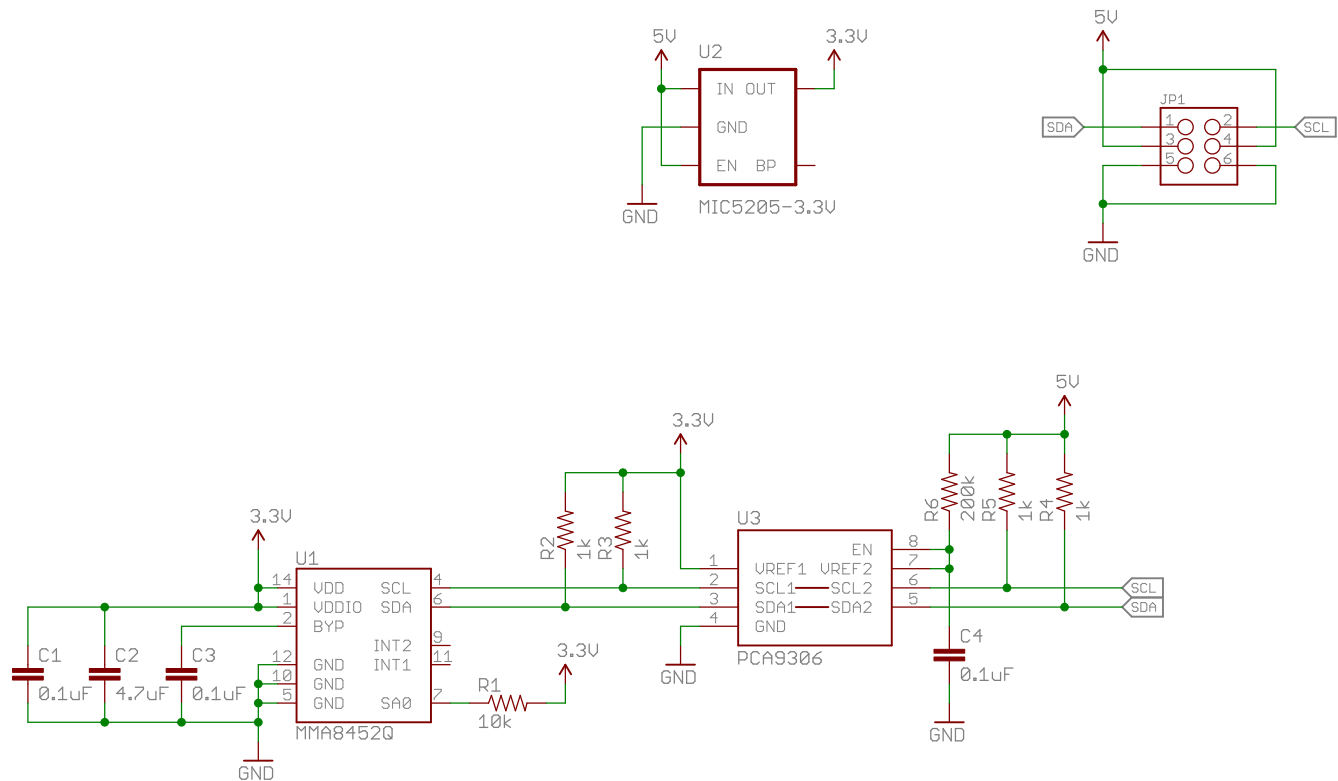 5V
U2
3.3V
IN OUT
GND
EN BP
GND
MIC5205-3.3V
5V
JP1
SDA
1 2
3 4
5 6
SCL
GND
3.3V
U1
14 VDD SCL 4
1 VDDIO SDA 6
2 BYP
INT2 9
12 GND INT1 11
10 GND
5 GND SA0 7
MMA8452Q
C1
0.1uF
C2
4.7uF
C3
0.1uF
GND
R1
10k
3.3V
3.3V
R2
1k
R3
1k
U3
EN 8
1 VREF1 VREF2 7
2 SCL1 SCL2 6
3 SDA1 SDA2 5
4 GND
PCA9306
GND
5V
R6
200k
R5
1k
R4
1k
SCL
SDA
C4
0.1uF
GND